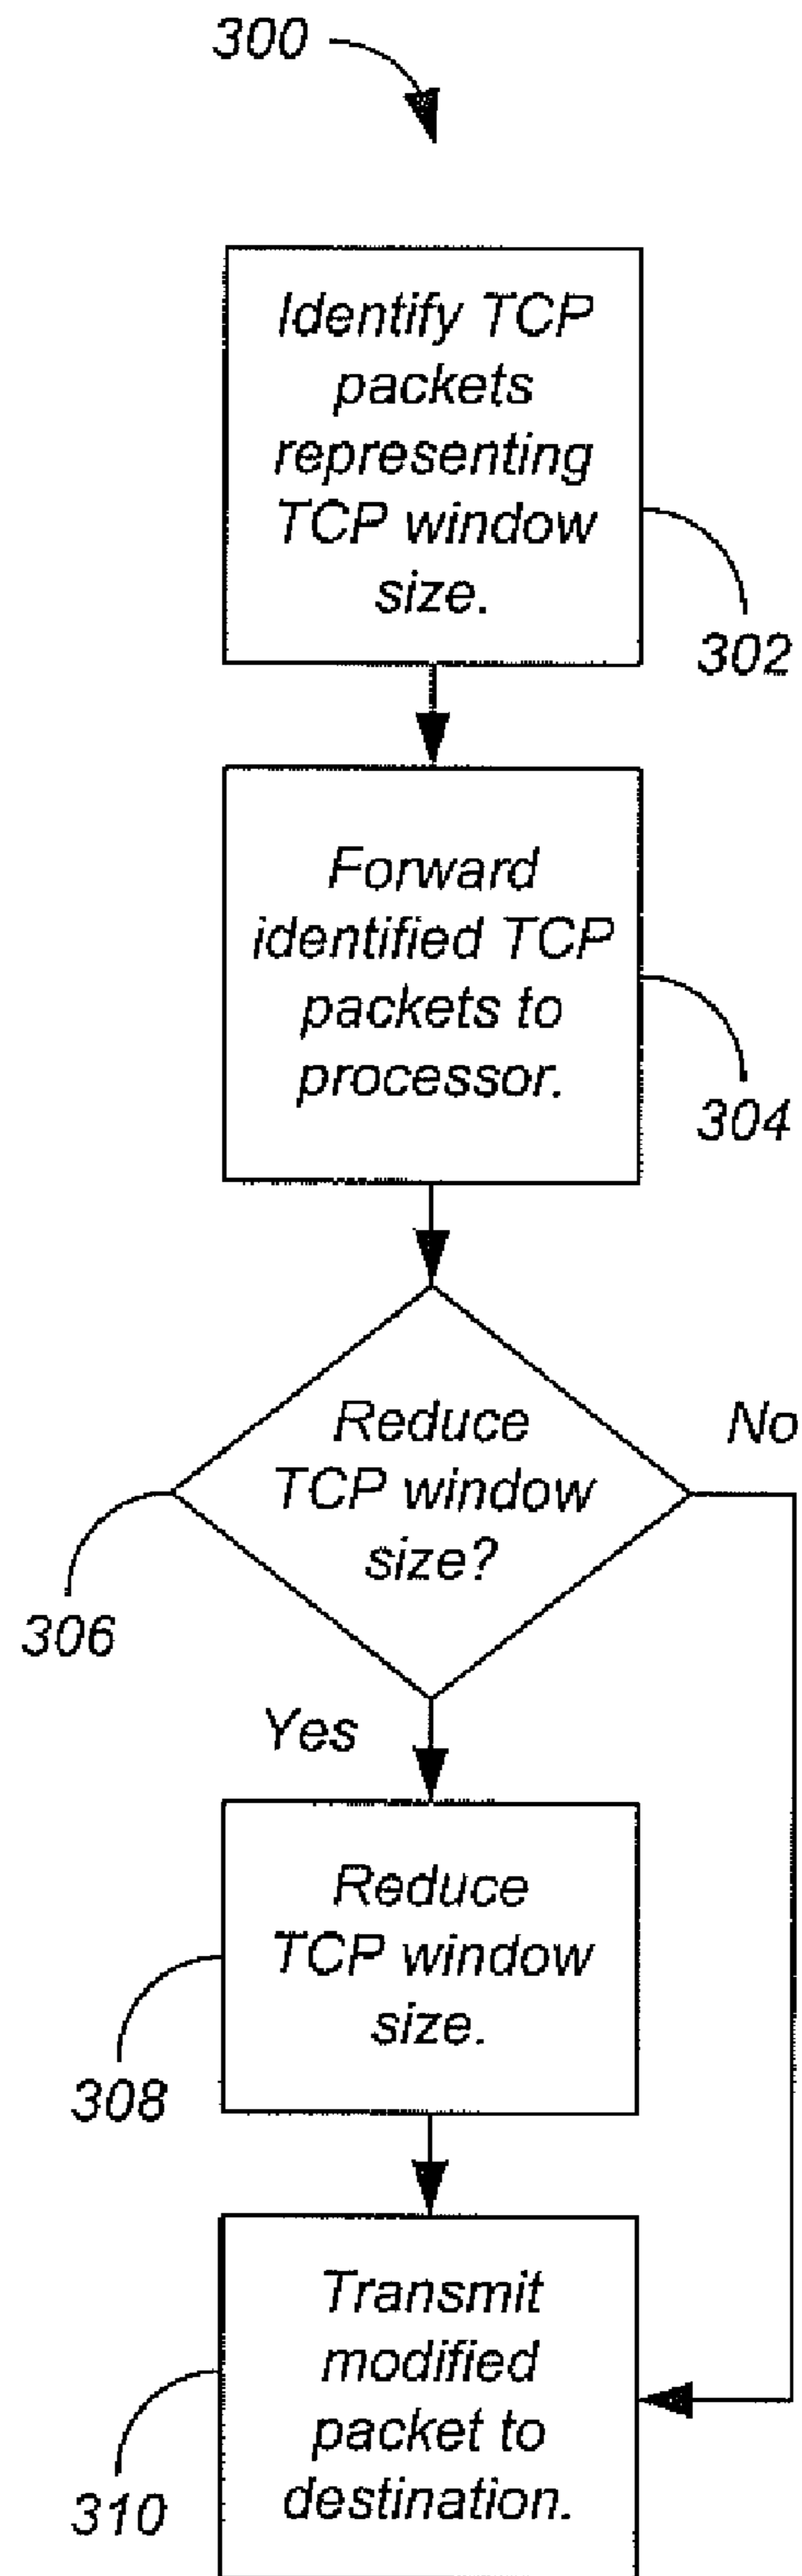 300
Identify TCP
packets
representing
TCP window
size.
302
Forward
identified TCP
packets to
processor.
304
Reduce
TCP window
size?
No
306
Yes
Reduce
TCP window
size.
308
Transmit
modified
packet to
destination.
310